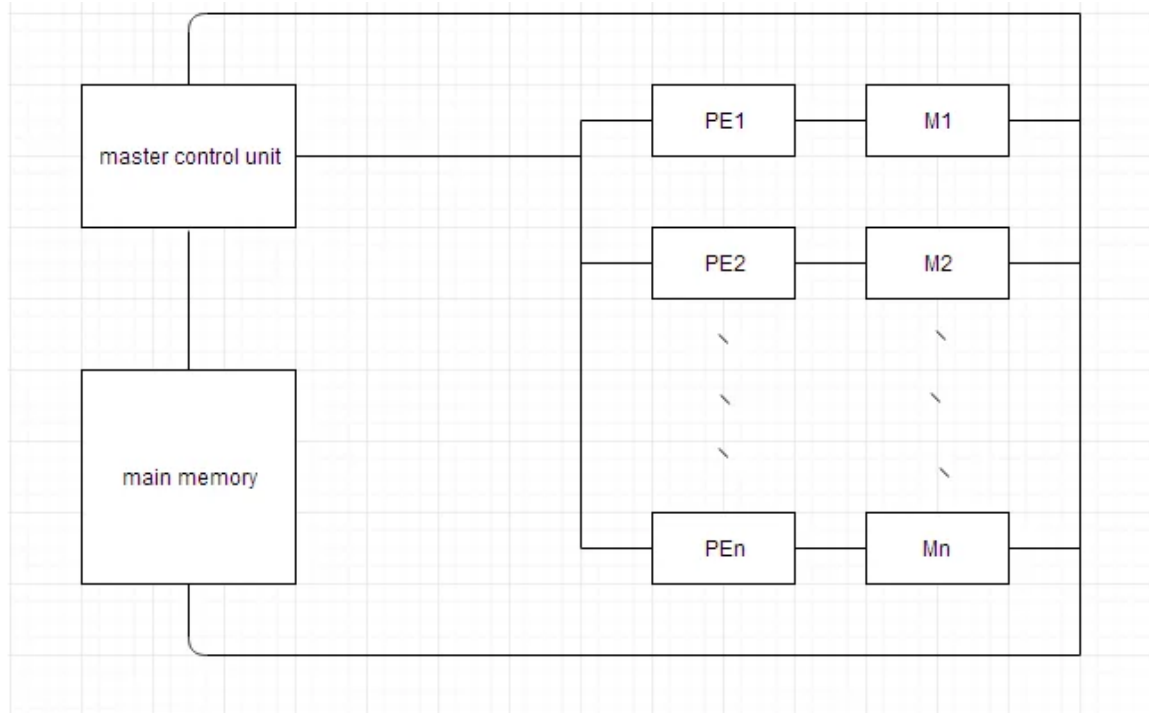 PE1
M1
master control unit
PE2
M2
main memory
PEn
Mn